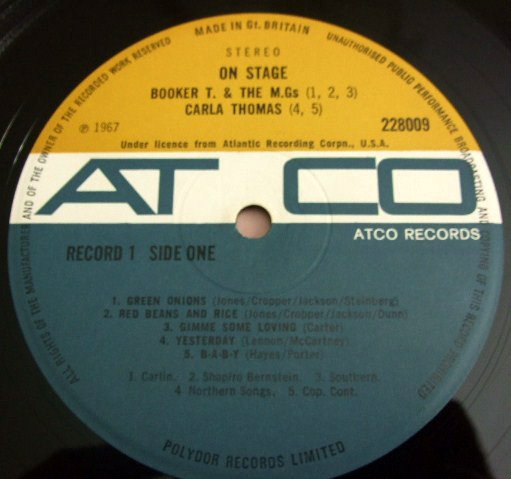 MADE IN Gt. BRITAIN
STEREO
ON STAGE
BOOKER T. & THE M.Gs (1, 2, 3)
CARLA THOMAS (4, 5)
℗ 1967
228009
Under licence from Atlantic Recording Corpn., U.S.A.
ATCO
ATCO RECORDS
RECORD 1 SIDE ONE
1. GREEN ONIONS (Jones/Cropper/Jackson/Steinberg)
2. RED BEANS AND RICE (Jones/Cropper/Jackson/Dunn)
3. GIMME SOME LOVING (Carter)
4. YESTERDAY (Lennon/McCartney)
5. B-A-B-Y (Hayes/Porter)
1. Carlin. 2. Shapiro Bernstein. 3. Southern.
4 Northern Songs. 5. Cop. Cont.
POLYDOR RECORDS LIMITED
ALL RIGHTS OF THE MANUFACTURER AND OF THE OWNER OF THE RECORDED WORK RESERVED
UNAUTHORISED PUBLIC PERFORMANCE BROADCASTING AND COPYING OF THIS RECORD PROHIBITED